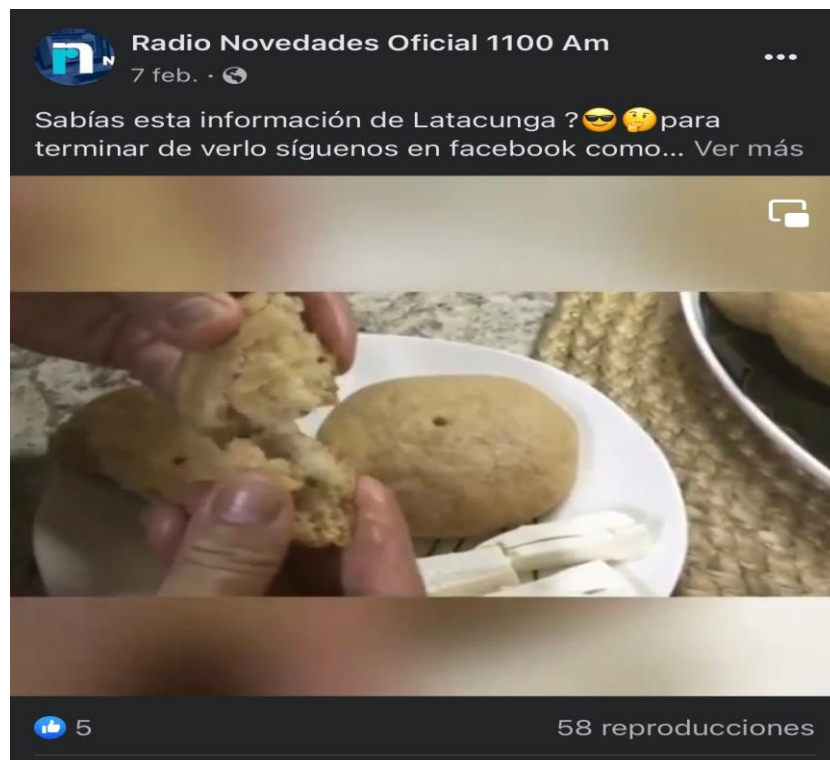 Radio Novedades Oficial 1100 Am
7 feb. ·
Sabías esta información de Latacunga ?😎🤔para
terminar de verlo síguenos en facebook como... Ver más
5
58 reproducciones